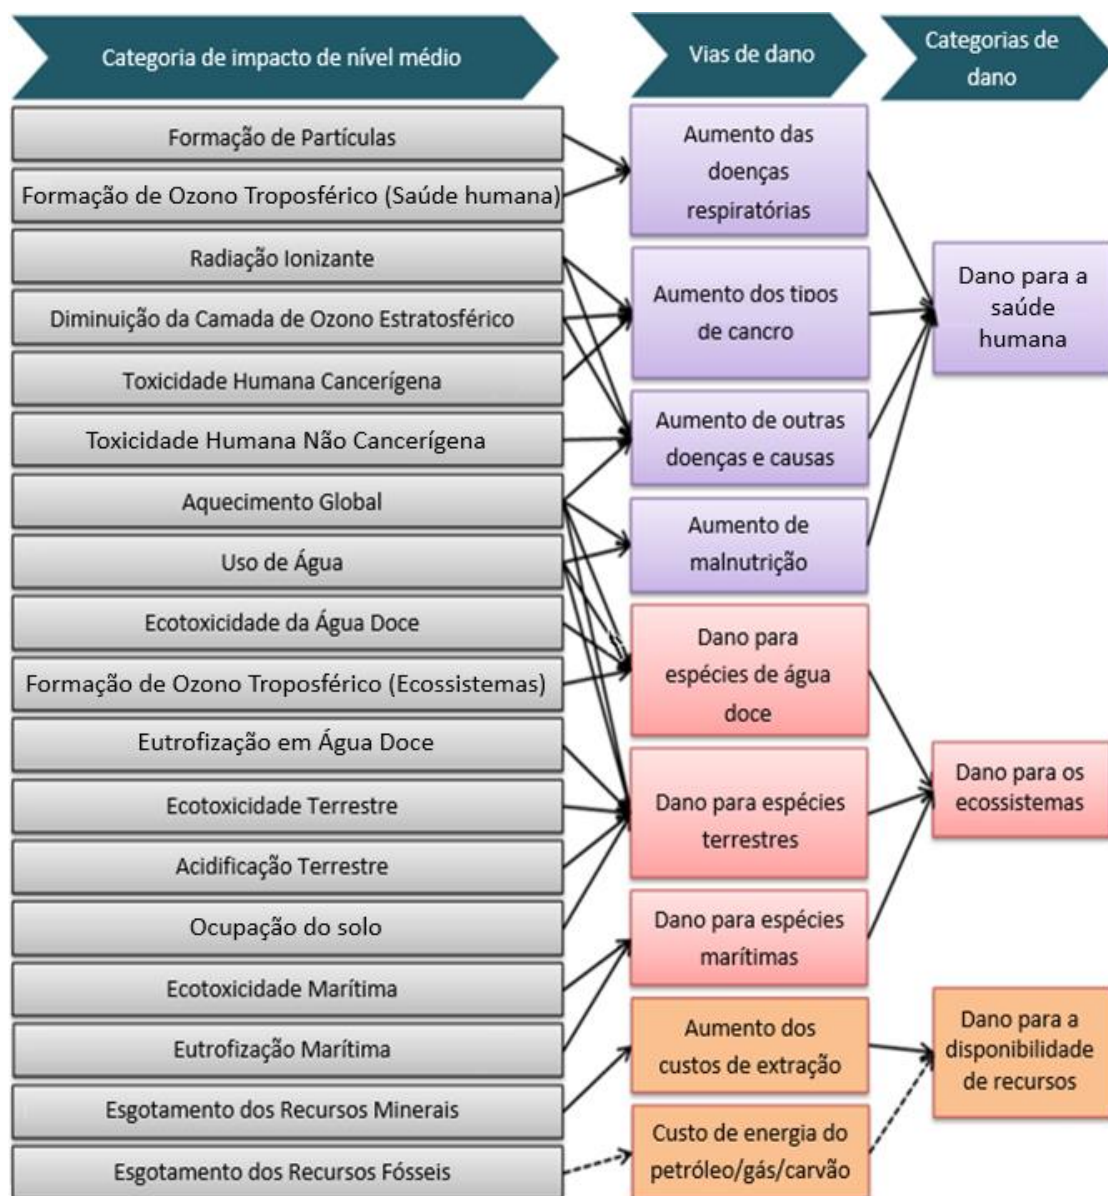 Categoria de impacto de nível médio
Vias de dano
Categorias de
dano
Formação de Partículas
Formação de Ozono Troposférico (Saúde humana)
Radiação Ionizante
Diminuição da Camada de Ozono Estratosférico
Toxicidade Humana Cancerígena
Toxicidade Humana Não Cancerígena
Aquecimento Global
Uso de Água
Ecotoxicidade da Água Doce
Formação de Ozono Troposférico (Ecossistemas)
Eutrofização em Água Doce
Ecotoxicidade Terrestre
Acidificação Terrestre
Ocupação do solo
Ecotoxicidade Marítima
Eutrofização Marítima
Esgotamento dos Recursos Minerais
Esgotamento dos Recursos Fósseis
Aumento das
doenças
respiratórias
Aumento dos tipos
de cancro
Aumento de outras
doenças e causas
Aumento de
malnutrição
Dano para
espécies de água
doce
Dano para espécies
terrestres
Dano para espécies
marítimas
Aumento dos
custos de extração
Custo de energia do
petróleo/gás/carvão
Dano para a
saúde
humana
Dano para os
ecossistemas
Dano para a
disponibilidade
de recursos